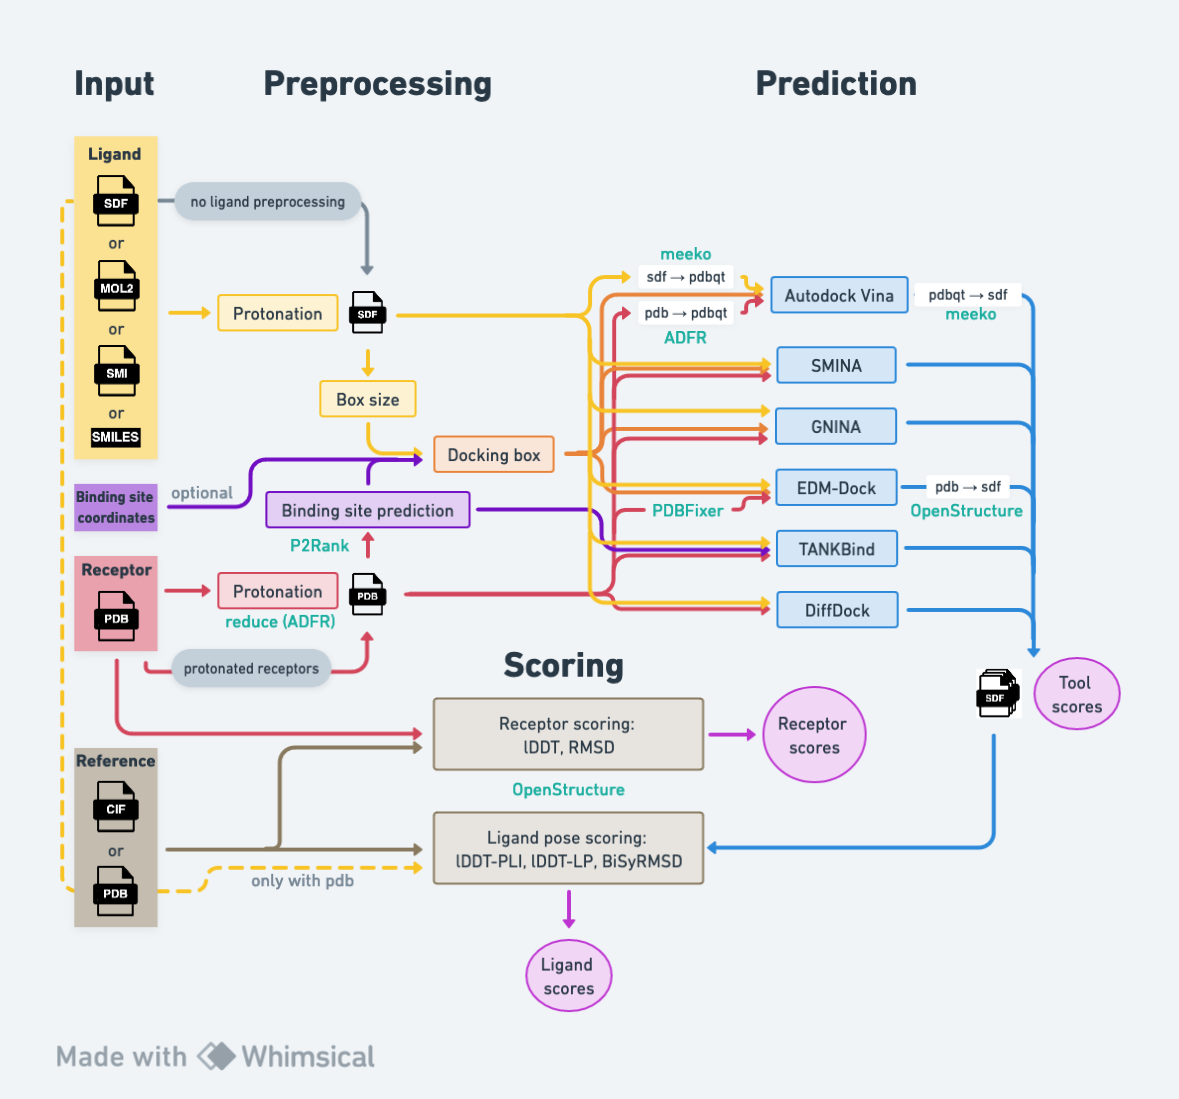 Input
Preprocessing
Prediction
Ligand
SDF
or
MOL2
or
SMI
or
SMILES
no ligand preprocessing
Protonation
SDF
Box size
Docking box
Binding site
coordinates
optional
Binding site prediction
P2Rank
Receptor
PDB
Protonation
reduce (ADFR)
PDB
protonated receptors
meeko
sdf → pdbqt
pdb → pdbqt
ADFR
Autodock Vina
pdbqt → sdf
meeko
SMINA
GNINA
EDM-Dock
pdb → sdf
OpenStructure
PDBFixer
TANKBind
DiffDock
SDF
Tool
scores
Scoring
Receptor scoring:
lDDT, RMSD
Receptor
scores
OpenStructure
Reference
CIF
or
PDB
only with pdb
Ligand pose scoring:
lDDT-PLI, lDDT-LP, BiSyRMSD
Ligand
scores
Made with Whimsical